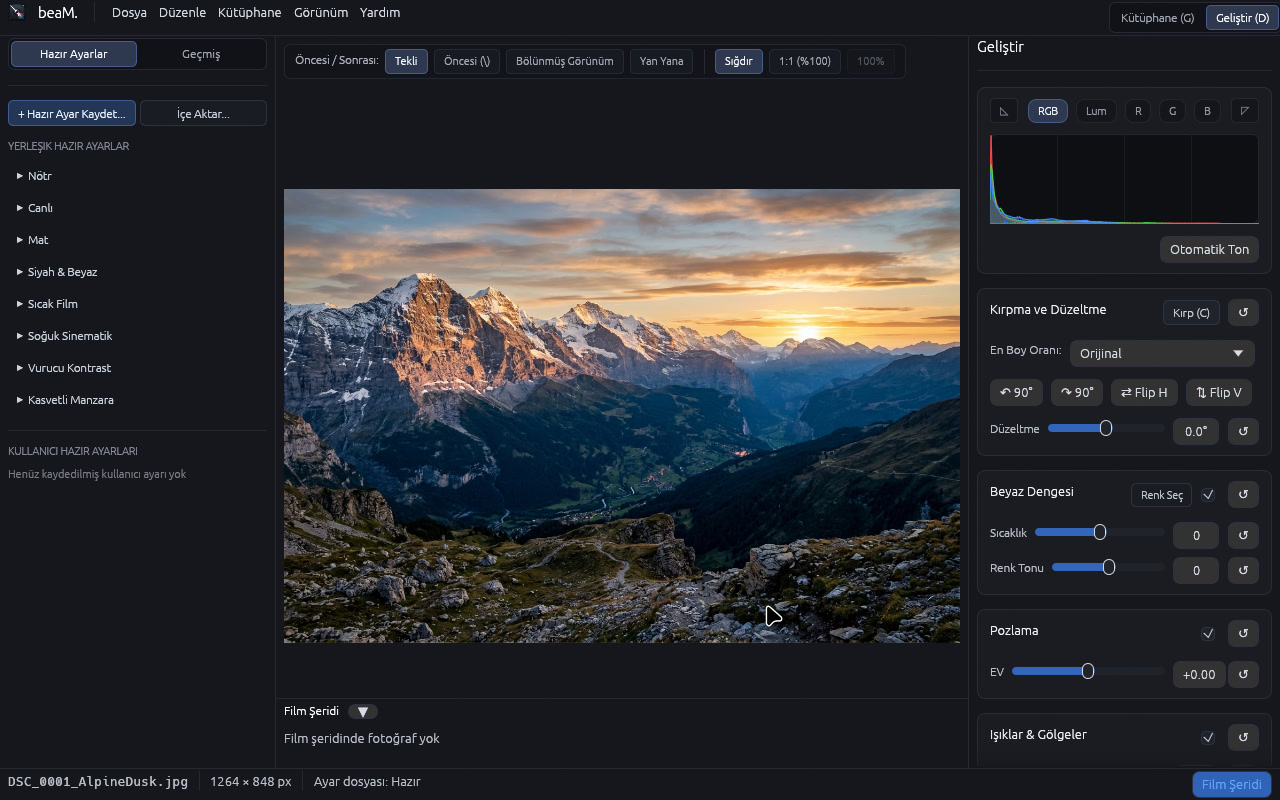 beaM. Dosya Düzenle Kütüphane Görünüm Yardım Kütüphane (G) Geliştir (D)
Hazır Ayarlar Geçmiş
+ Hazır Ayar Kaydet... İçe Aktar...
YERLEŞIK HAZIR AYARLAR
Nötr
Canlı
Mat
Siyah & Beyaz
Sıcak Film
Soğuk Sinematik
Vurucu Kontrast
Kasvetli Manzara
KULLANICI HAZIR AYARLARI
Henüz kaydedilmiş kullanıcı ayarı yok
Öncesi / Sonrası: Tekli Öncesi (\) Bölünmüş Görünüm Yan Yana Sığdır 1:1 (%100) 100%
Film Şeridi
Film şeridinde fotoğraf yok
Geliştir
RGB Lum R G B
Otomatik Ton
Kırpma ve Düzeltme Kırp (C)
En Boy Oranı: Orijinal
↶ 90° ↷ 90° ⇄ Flip H ⇅ Flip V
Düzeltme 0.0°
Beyaz Dengesi Renk Seç
Sıcaklık 0
Renk Tonu 0
Pozlama
EV +0.00
Işıklar & Gölgeler
DSC_0001_AlpineDusk.jpg 1264 × 848 px Ayar dosyası: Hazır Film Şeridi